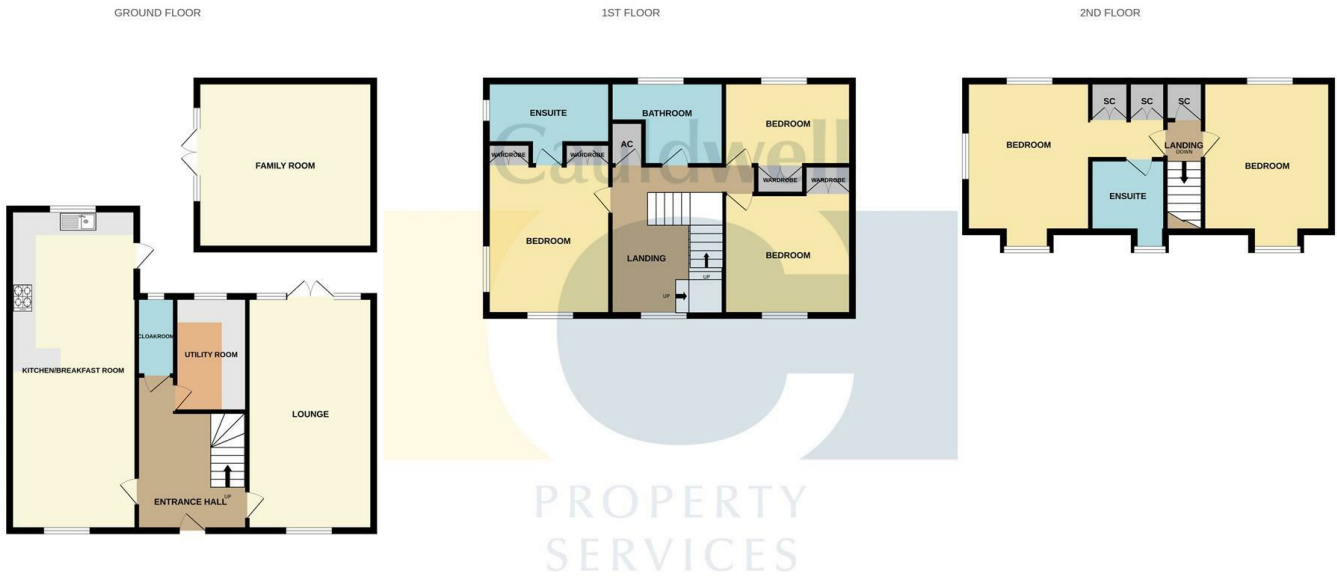 GROUND FLOOR
FAMILY ROOM
CLOAKROOM
UTILITY ROOM
KITCHEN/BREAKFAST ROOM
LOUNGE
UP
ENTRANCE HALL
1ST FLOOR
ENSUITE
BATHROOM
BEDROOM
AC
WARDROBE
WARDROBE
WARDROBE
WARDROBE
BEDROOM
LANDING
BEDROOM
UP
UP
2ND FLOOR
SC
SC
SC
BEDROOM
LANDING
DOWN
BEDROOM
ENSUITE
Cauldwell
PROPERTY
SERVICES